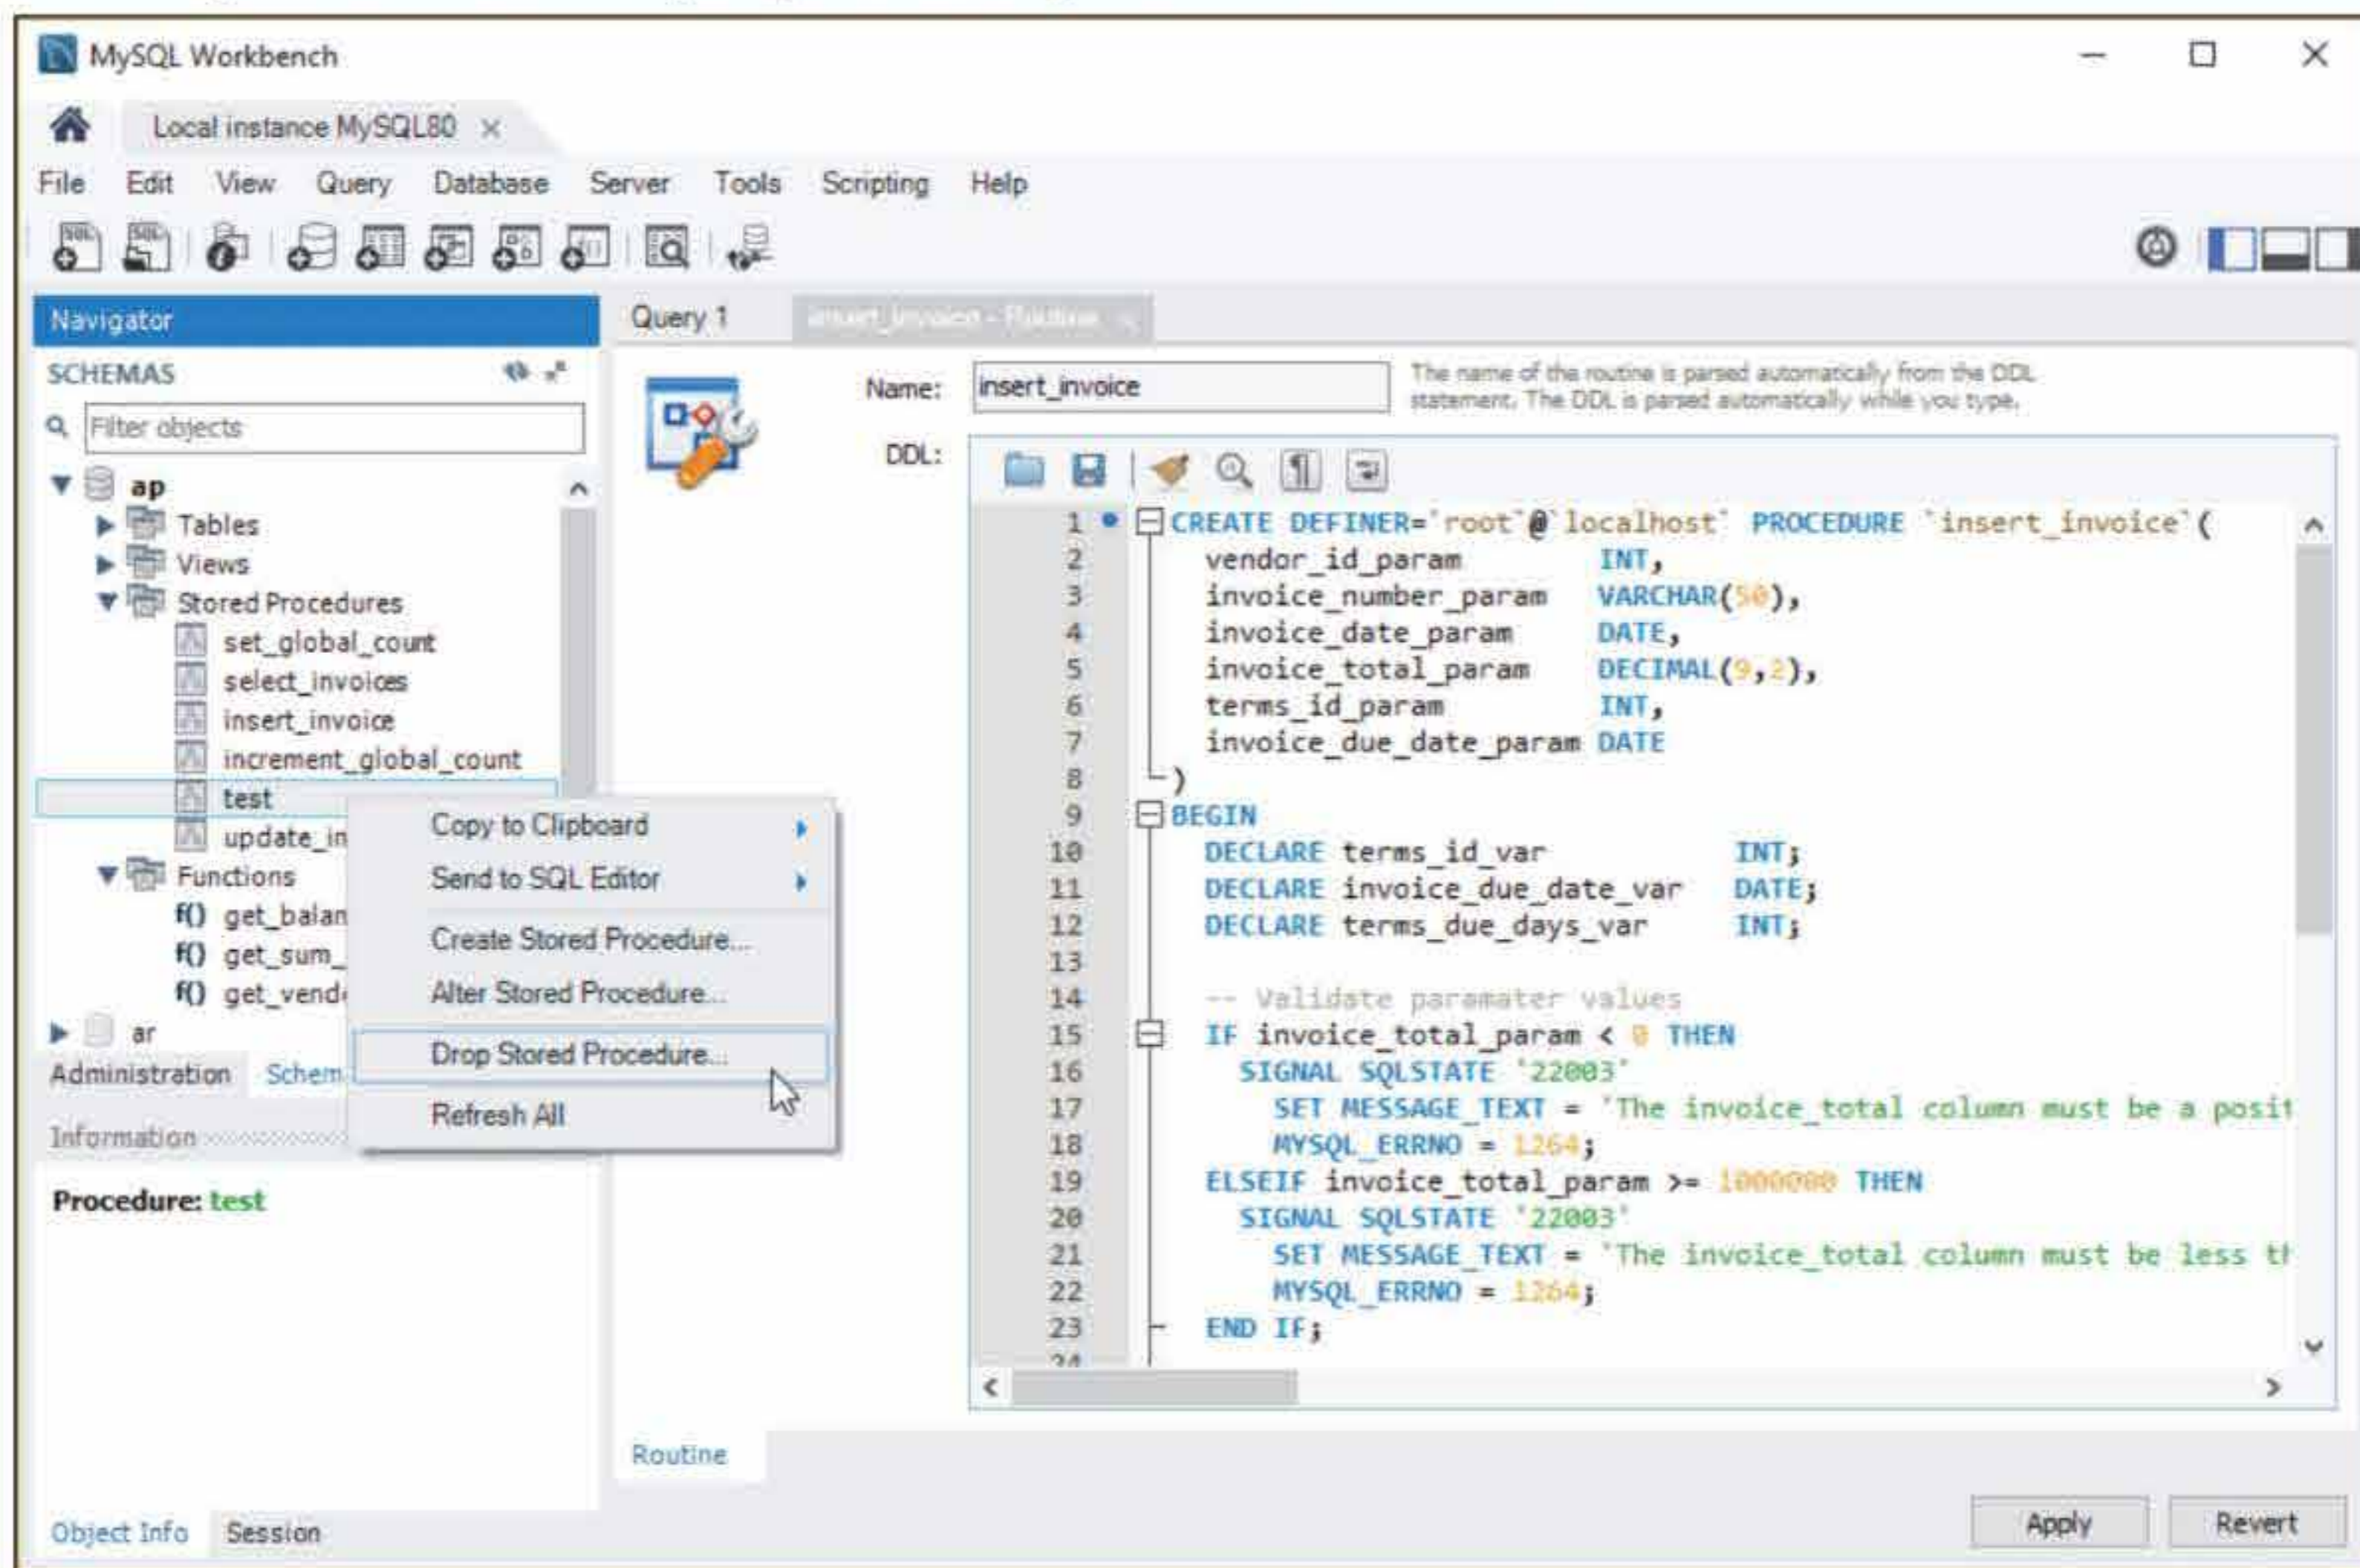 MySQL Workbench
Local instance MySQL80
File Edit View Query Database Server Tools Scripting Help
Navigator
SCHEMAS
Filter objects
ap
Tables
Views
Stored Procedures
set_global_count
select_invoices
insert_invoice
increment_global_count
test
update_in
Functions
f() get_balan
f() get_sum_
f() get_vend
ar
Administration Schem
Information
Procedure: test
Object Info Session
Copy to Clipboard
Send to SQL Editor
Create Stored Procedure...
Alter Stored Procedure...
Drop Stored Procedure...
Refresh All
Query 1 insert_invoice - Routine
Name: insert_invoice
The name of the routine is parsed automatically from the DDL
statement. The DDL is parsed automatically while you type.
DDL:
1 CREATE DEFINER=`root`@`localhost` PROCEDURE `insert_invoice`(
2 vendor_id_param INT,
3 invoice_number_param VARCHAR(50),
4 invoice_date_param DATE,
5 invoice_total_param DECIMAL(9,2),
6 terms_id_param INT,
7 invoice_due_date_param DATE
8 )
9 BEGIN
10 DECLARE terms_id_var INT;
11 DECLARE invoice_due_date_var DATE;
12 DECLARE terms_due_days_var INT;
13
14 -- Validate paramater values
15 IF invoice_total_param < 0 THEN
16 SIGNAL SQLSTATE '22003'
17 SET MESSAGE_TEXT = 'The invoice_total column must be a posit
18 MYSQL_ERRNO = 1264;
19 ELSEIF invoice_total_param >= 1000000 THEN
20 SIGNAL SQLSTATE '22003'
21 SET MESSAGE_TEXT = 'The invoice_total column must be less th
22 MYSQL_ERRNO = 1264;
23 END IF;
24
Routine
Apply Revert